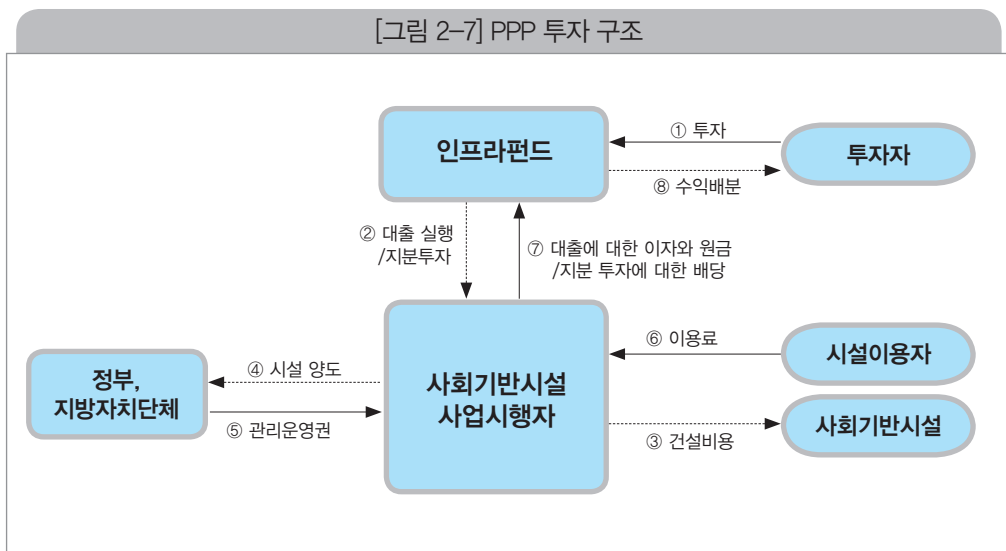 [그림 2-7] PPP 투자 구조
인프라펀드
① 투자
투자자
⑧ 수익배분
② 대출 실행
/지분투자
⑦ 대출에 대한 이자와 원금
/지분 투자에 대한 배당
정부,
지방자치단체
④ 시설 양도
⑤ 관리운영권
사회기반시설
사업시행자
⑥ 이용료
시설이용자
③ 건설비용
사회기반시설